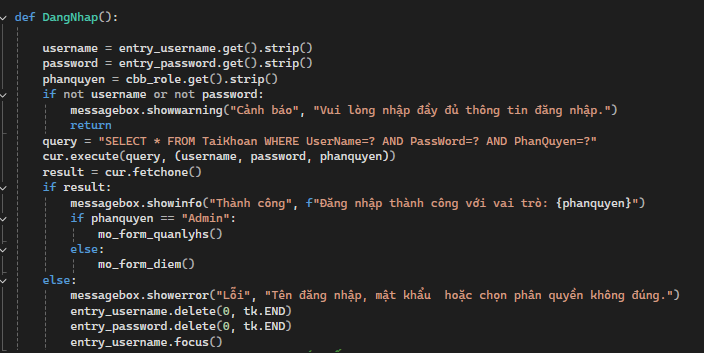 def DangNhap():
username = entry_username.get().strip()
password = entry_password.get().strip()
phanquyen = cbb_role.get().strip()
if not username or not password:
messagebox.showwarning("Cảnh báo", "Vui lòng nhập đầy đủ thông tin đăng nhập.")
return
query = "SELECT * FROM TaiKhoan WHERE UserName=? AND PassWord=? AND PhanQuyen=?"
cur.execute(query, (username, password, phanquyen))
result = cur.fetchone()
if result:
messagebox.showinfo("Thành công", f"Đăng nhập thành công với vai trò: {phanquyen}")
if phanquyen == "Admin":
mo_form_quanlyhs()
else:
mo_form_diem()
else:
messagebox.showerror("Lỗi", "Tên đăng nhập, mật khẩu  hoặc chọn phân quyền không đúng.")
entry_username.delete(0, tk.END)
entry_password.delete(0, tk.END)
entry_username.focus()